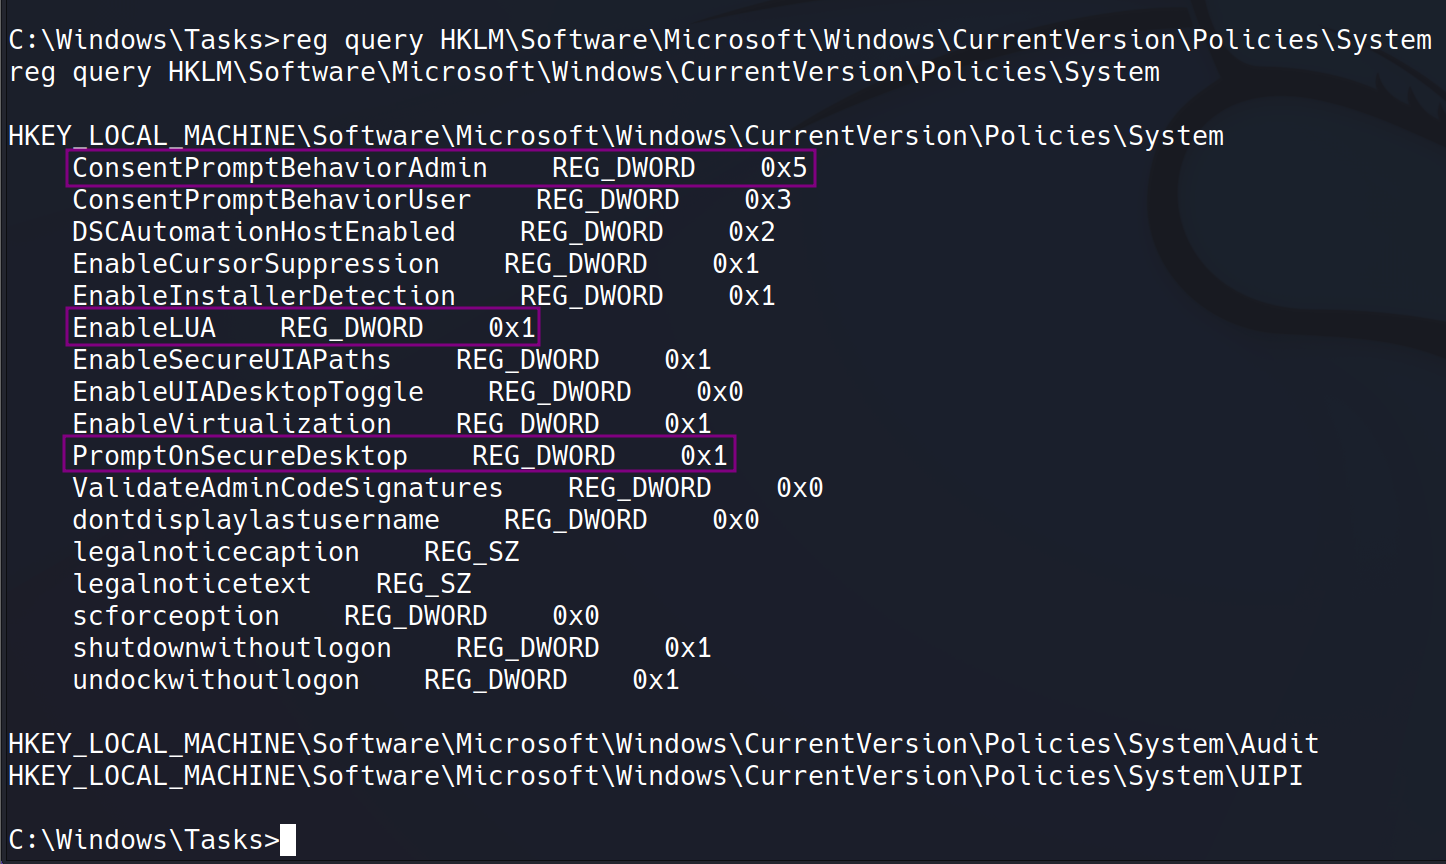 C:\Windows\Tasks>reg query HKLM\Software\Microsoft\Windows\CurrentVersion\Policies\System
reg query HKLM\Software\Microsoft\Windows\CurrentVersion\Policies\System
HKEY_LOCAL_MACHINE\Software\Microsoft\Windows\CurrentVersion\Policies\System
    ConsentPromptBehaviorAdmin    REG_DWORD    0x5
    ConsentPromptBehaviorUser    REG_DWORD    0x3
    DSCAutomationHostEnabled    REG_DWORD    0x2
    EnableCursorSuppression    REG_DWORD    0x1
    EnableInstallerDetection    REG_DWORD    0x1
    EnableLUA    REG_DWORD    0x1
    EnableSecureUIAPaths    REG_DWORD    0x1
    EnableUIADesktopToggle    REG_DWORD    0x0
    EnableVirtualization    REG_DWORD    0x1
    PromptOnSecureDesktop    REG_DWORD    0x1
    ValidateAdminCodeSignatures    REG_DWORD    0x0
    dontdisplaylastusername    REG_DWORD    0x0
    legalnoticecaption    REG_SZ
    legalnoticetext    REG_SZ
    scforceoption    REG_DWORD    0x0
    shutdownwithoutlogon    REG_DWORD    0x1
    undockwithoutlogon    REG_DWORD    0x1
HKEY_LOCAL_MACHINE\Software\Microsoft\Windows\CurrentVersion\Policies\System\Audit
HKEY_LOCAL_MACHINE\Software\Microsoft\Windows\CurrentVersion\Policies\System\UIPI
C:\Windows\Tasks>